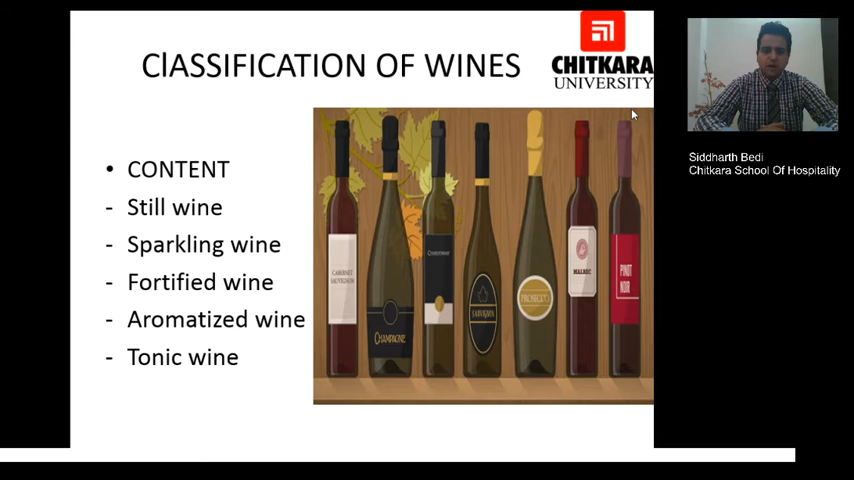 ClASSIFICATION OF WINES
CHITKARA
UNIVERSITY
• CONTENT
- Still wine
- Sparkling wine
- Fortified wine
- Aromatized wine
- Tonic wine
CABERNET
SAUVIGNON
CHAMPAGNE
CHARDONNAY
SAUVIGNON
PROSECCO
MALBEC
PINOT
NOIR
Siddharth Bedi
Chitkara School Of Hospitality